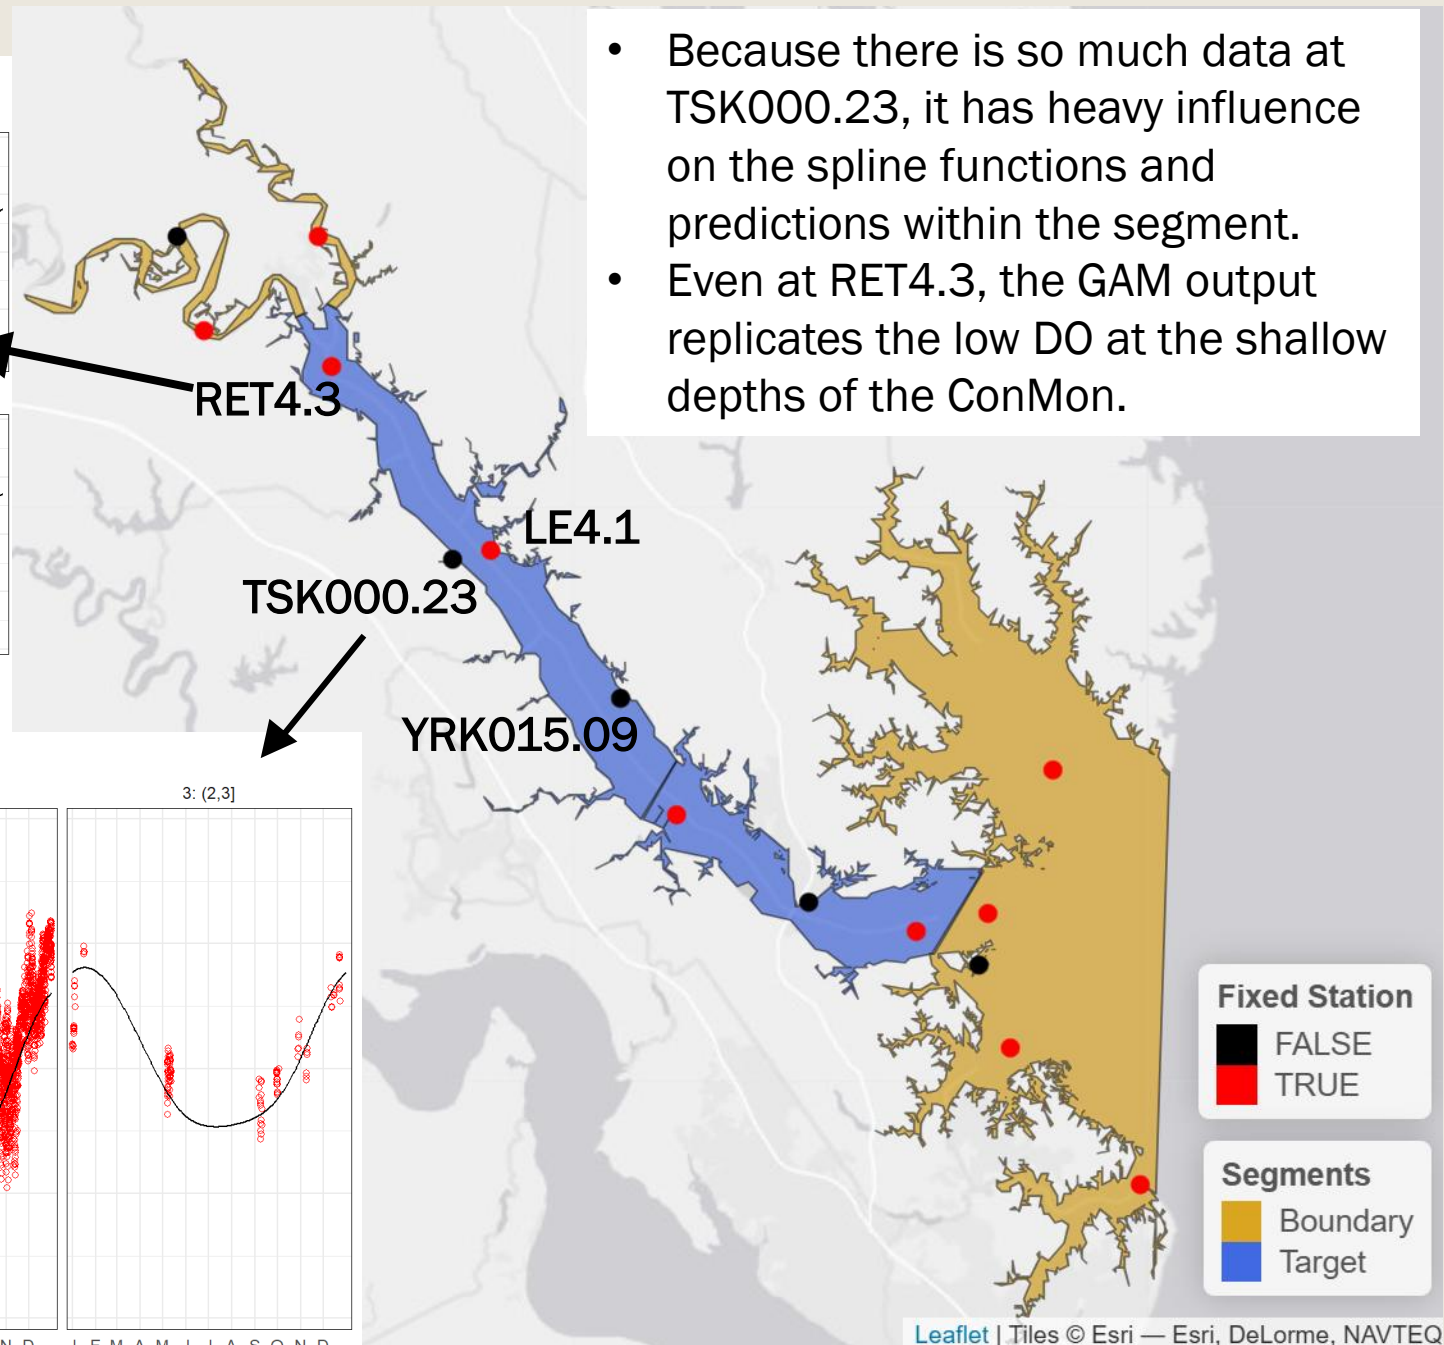 • Because there is so much data at
TSK000.23, it has heavy influence
on the spline functions and
predictions within the segment.
• Even at RET4.3, the GAM output
replicates the low DO at the shallow
depths of the ConMon.
RET4.3
LE4.1
TSK000.23
YRK015.09
3: (2,3]
N D
J F M A M J J A S O N D
Fixed Station
FALSE
TRUE
Segments
Boundary
Target
Leaflet | Tiles © Esri — Esri, DeLorme, NAVTEQ